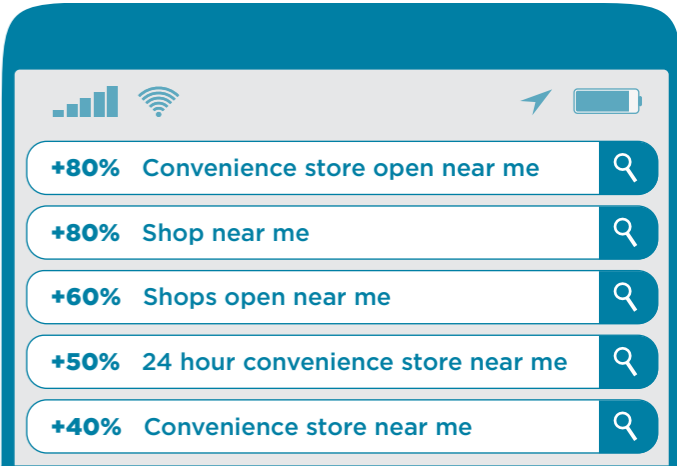 +80% Convenience store open near me
+80% Shop near me
+60% Shops open near me
+50% 24 hour convenience store near me
+40% Convenience store near me